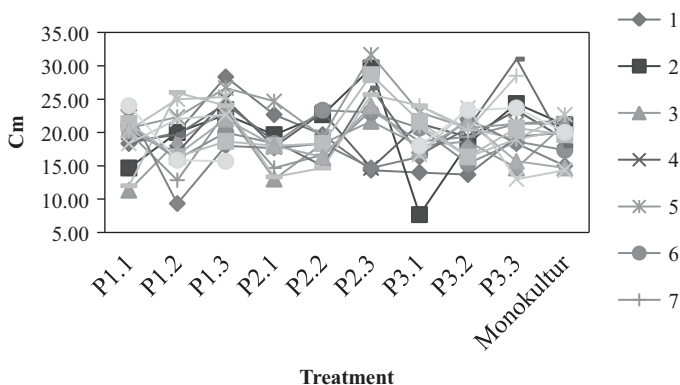 35.00
30.00
25.00
20.00
15.00
10.00
5.00
Cm
P1.1
P1.2
P1.3
P2.1
P2.2
P2.3
P3.1
P3.2
P3.3
Monokultur
Treatment
1
2
3
4
5
6
7